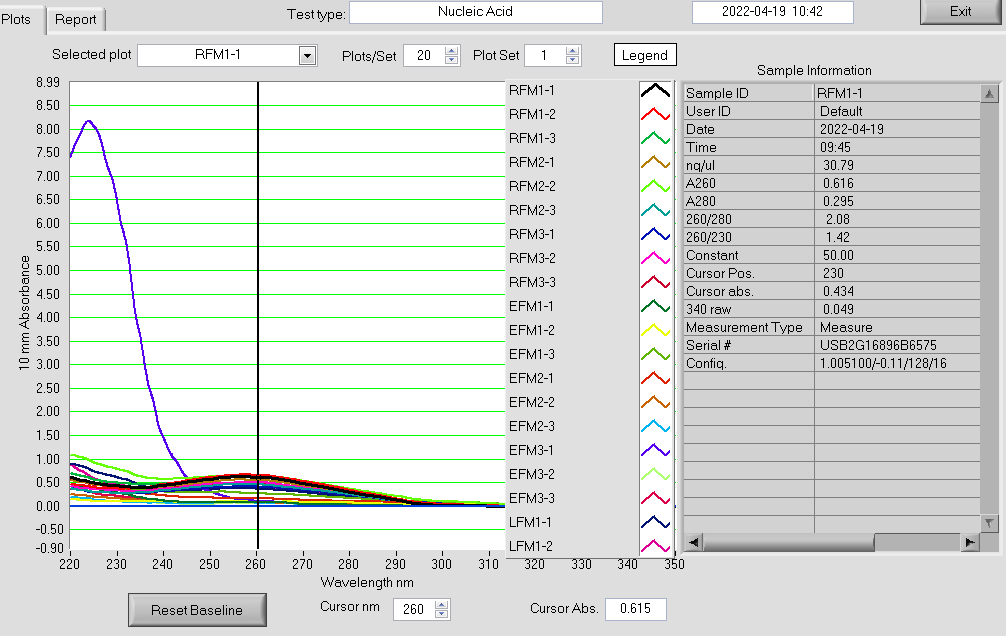 Plots Report Test type: Nucleic Acid 2022-04-19 10:42 Exit
Selected plot RFM1-1 Plots/Set 20 Plot Set 1 Legend
Sample Information
8.99
8.50
8.00
7.50
7.00
6.50
6.00
5.50
5.00
4.50
4.00
3.50
3.00
2.50
2.00
1.50
1.00
0.50
0.00
-0.50
-0.90
10 mm Absorbance
220 230 240 250 260 270 280 290 300 310 320 330 340 350
Wavelength nm
RFM1-1
RFM1-2
RFM1-3
RFM2-1
RFM2-2
RFM2-3
RFM3-1
RFM3-2
RFM3-3
EFM1-1
EFM1-2
EFM1-3
EFM2-1
EFM2-2
EFM2-3
EFM3-1
EFM3-2
EFM3-3
LFM1-1
LFM1-2
Sample ID RFM1-1
User ID Default
Date 2022-04-19
Time 09:45
ng/ul 30.79
A260 0.616
A280 0.295
260/280 2.08
260/230 1.42
Constant 50.00
Cursor Pos. 230
Cursor abs. 0.434
340 raw 0.049
Measurement Type Measure
Serial # USB2G16896B6575
Config. 1.005100/-0.11/128/16
Reset Baseline Cursor nm 260 Cursor Abs. 0.615